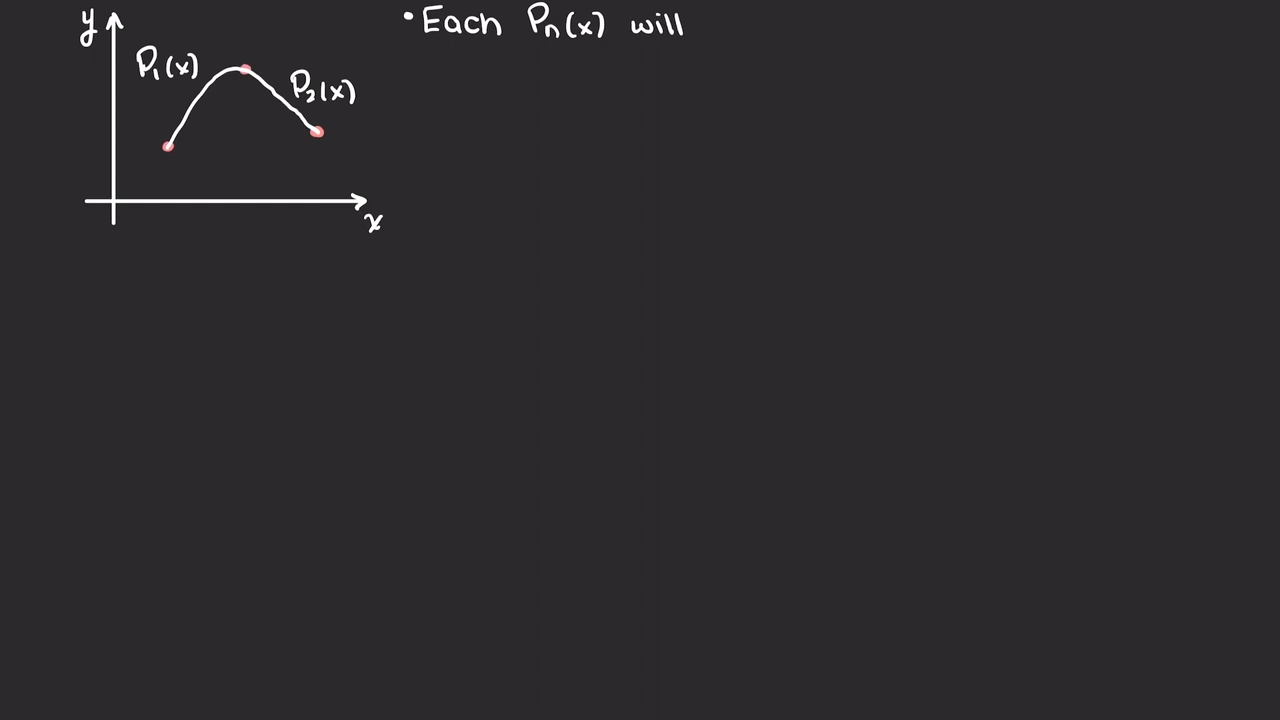 y
• Each Pₙ(x) will
P₁(x)
P₂(x)
x